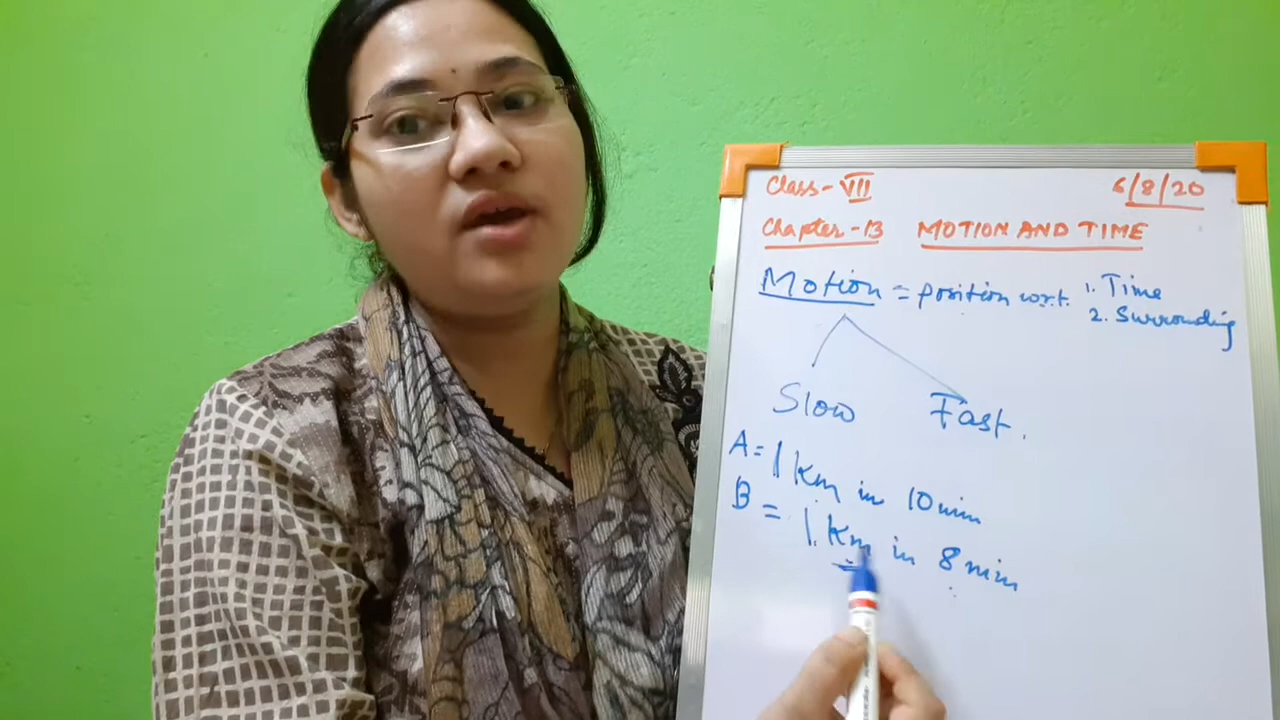 Class- VII 6/8/20
Chapter-13 MOTION AND TIME
Motion = position w.r.t. 1. Time
2. Surrounding
Slow Fast.
A = 1 Km in 10 min
B = 1 Km in 8 min